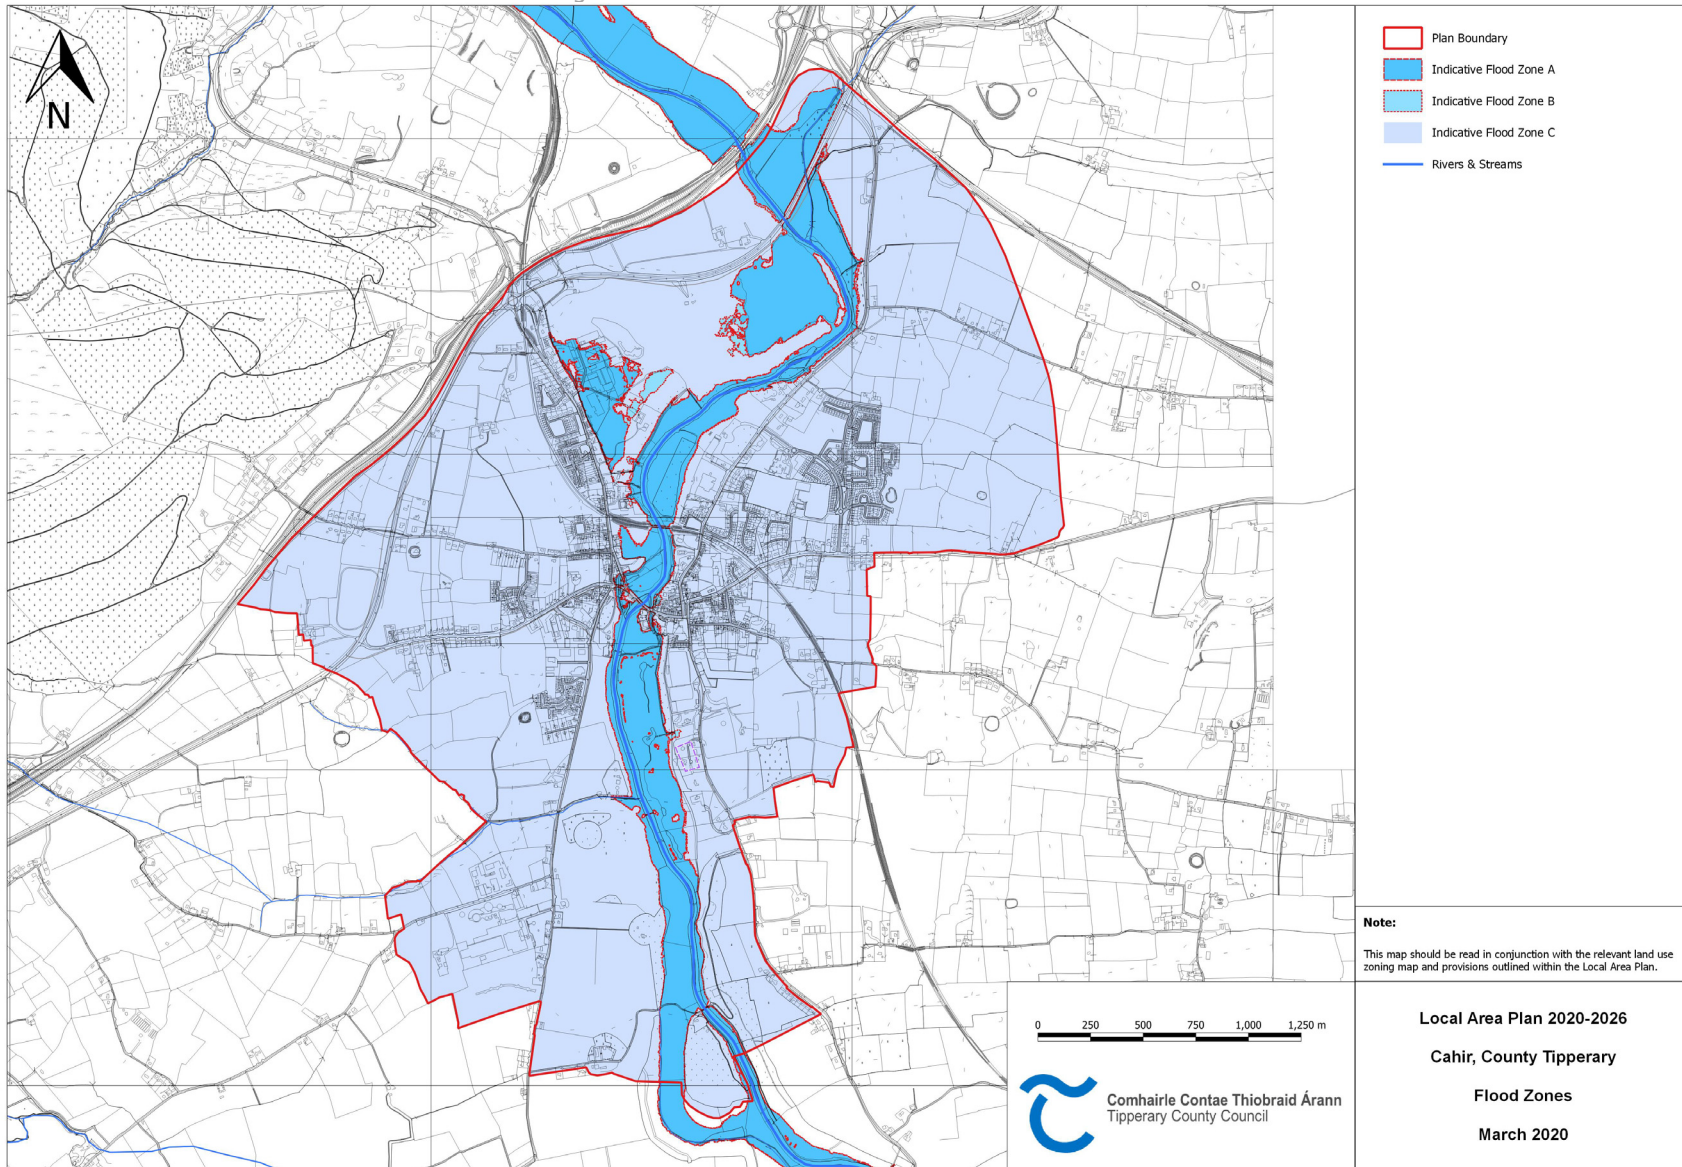 N
Plan Boundary
Indicative Flood Zone A
Indicative Flood Zone B
Indicative Flood Zone C
Rivers & Streams
Note:
This map should be read in conjunction with the relevant land use
zoning map and provisions outlined within the Local Area Plan.
0 250 500 750 1,000 1,250 m
Comhairle Contae Thiobraid Árann
Tipperary County Council
Local Area Plan 2020-2026
Cahir, County Tipperary
Flood Zones
March 2020